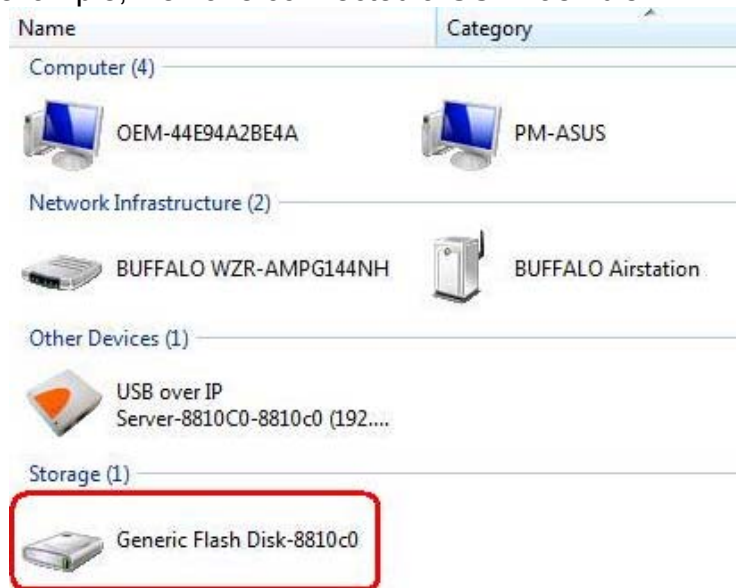 Name Category
Computer (4)
OEM-44E94A2BE4A PM-ASUS
Network Infrastructure (2)
BUFFALO WZR-AMPG144NH BUFFALO Airstation
Other Devices (1)
USB over IP
Server-8810C0-8810c0 (192....
Storage (1)
Generic Flash Disk-8810c0